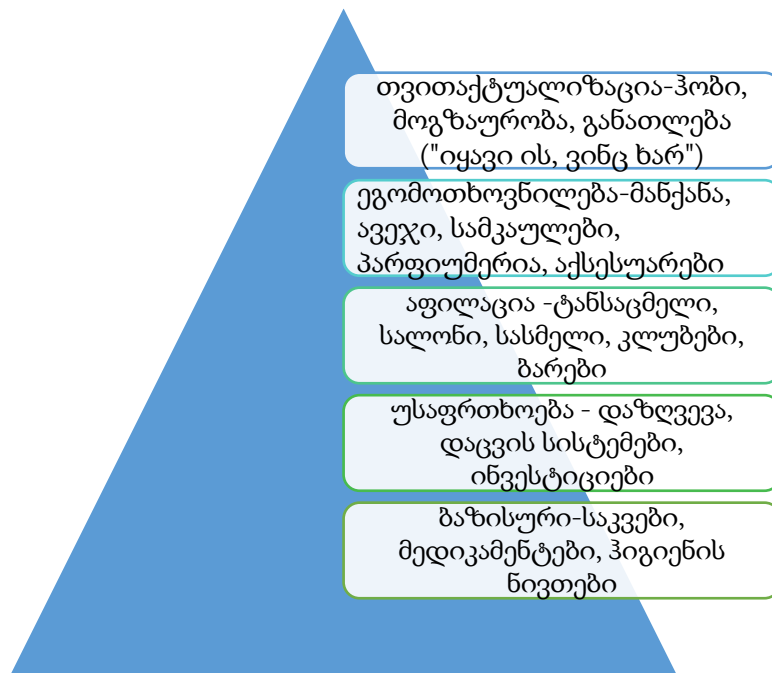 თვითაქტუალიზაცია-ჰობი,
მოგზაურობა, განათლება
("იყავი ის, ვინც ხარ")
ეგომოთხოვნილება-მანქანა,
ავეჯი, სამკაულები,
პარფიუმერია, აქსესუარები
აფილაცია -ტანსაცმელი,
სალონი, სასმელი, კლუბები,
ბარები
უსაფრთხოება - დაზღვევა,
დაცვის სისტემები,
ინვესტიციები
ბაზისური-საკვები,
მედიკამენტები, ჰიგიენის
ნივთები